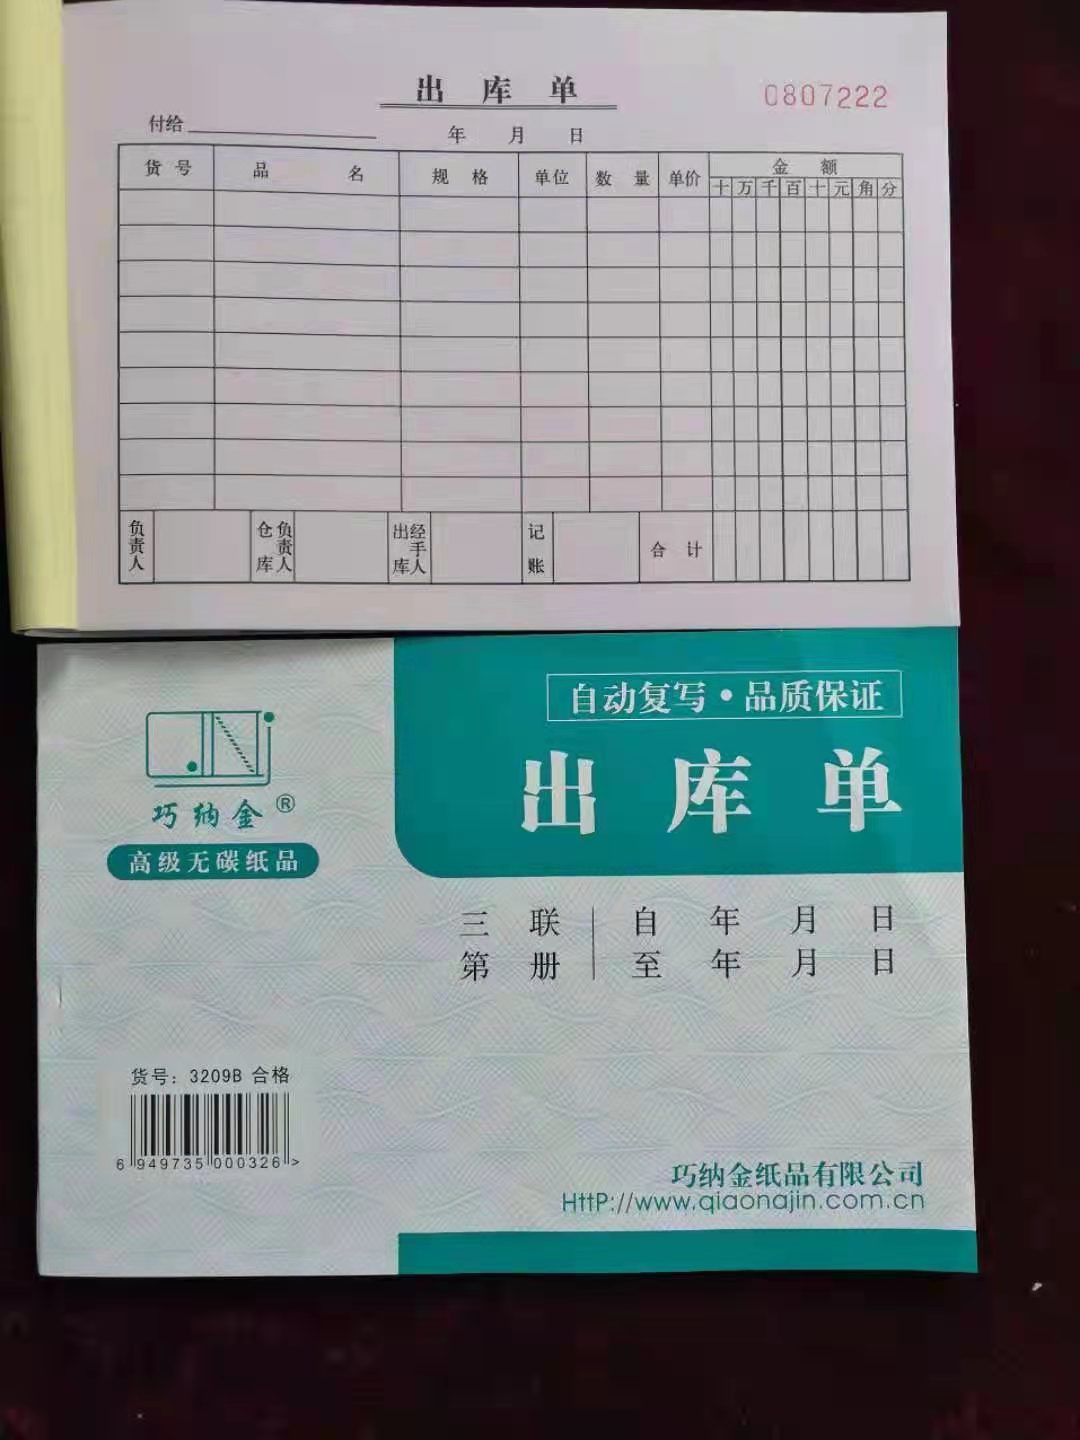 出库单
0807222
付给
年 月 日
货号 品名 规格 单位 数量 单价 金额
十 万 千 百 十 元 角 分
负责人 仓库负责人 出库经手人 记账 合计
自动复写·品质保证
出库单
巧纳金®
高级无碳纸品
三联 自 年 月 日
第册 至 年 月 日
货号：3209B 合格
6 949735 000326 >
巧纳金纸品有限公司
HttP://www.qiaonajin.com.cn